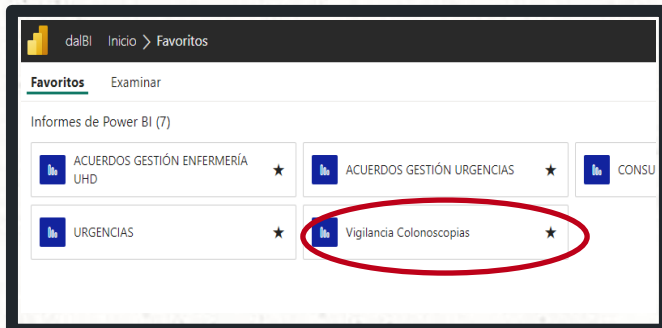 dalBI Inicio > Favoritos
Favoritos Examinar
Informes de Power BI (7)
ACUERDOS GESTIÓN ENFERMERÍA
UHD
ACUERDOS GESTIÓN URGENCIAS
CONSU
URGENCIAS
Vigilancia Colonoscopias